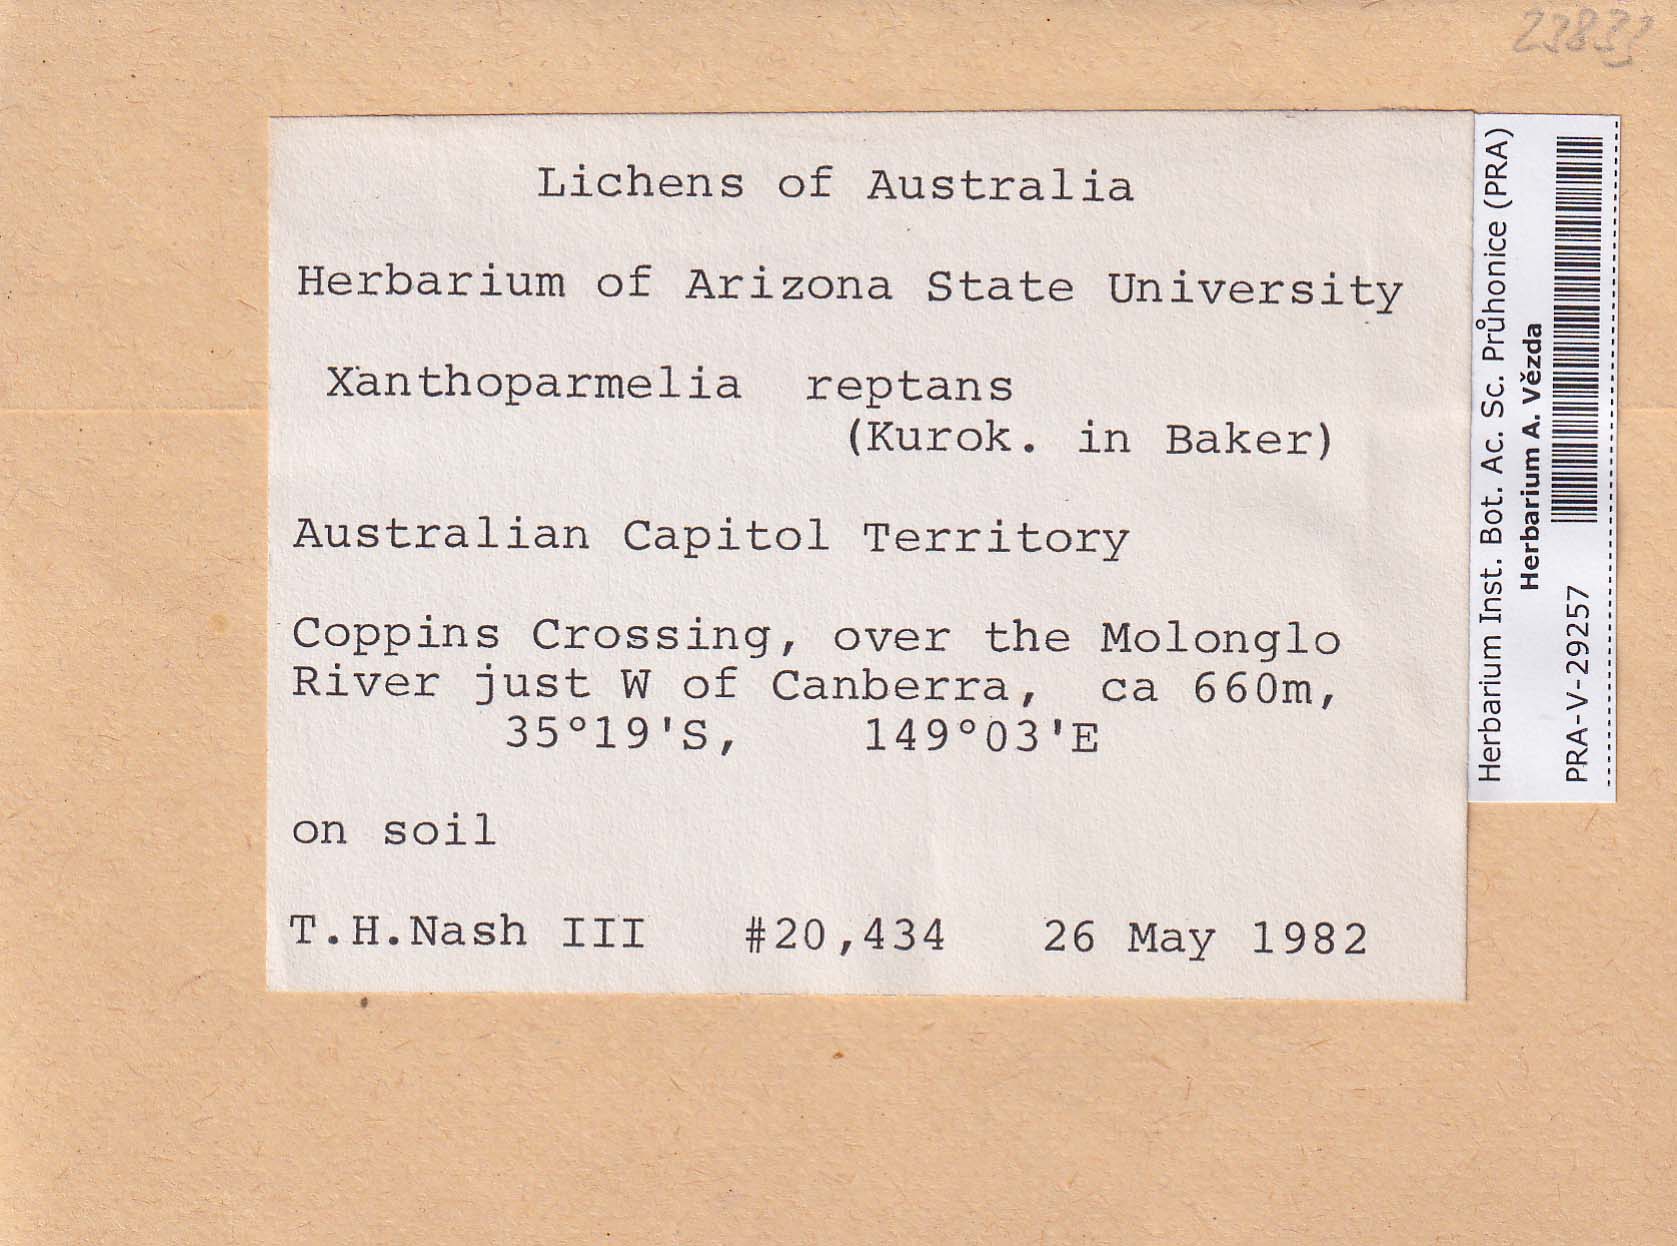 Lichens of Australia
Herbarium of Arizona State University
Xanthoparmelia reptans
(Kurok. in Baker)
Australian Capitol Territory
Coppins Crossing, over the Molonglo
River just W of Canberra, ca 660m,
35°19'S, 149°03'E
on soil
T.H.Nash III #20,434 26 May 1982
Herbarium Inst. Bot. Ac. Sc. Průhonice (PRA)
Herbarium A. Vězda
PRA-V-29257